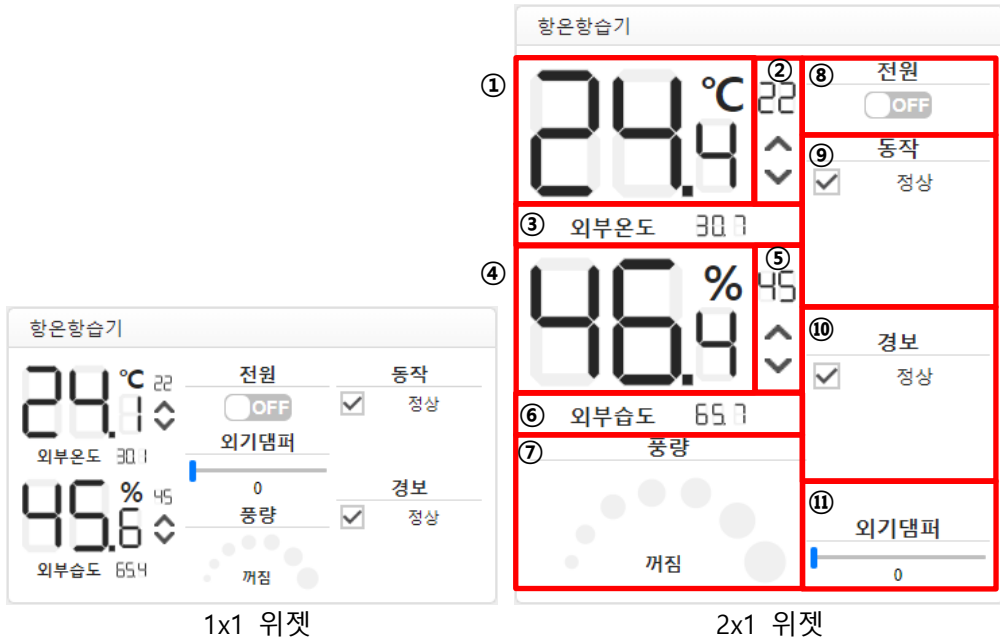 항온항습기
24.1 ℃ 22
외부온도 30.1
45.6 % 45
외부습도 65.4
전원
OFF
외기댐퍼
0
풍량
꺼짐
동작
정상
경보
정상
1x1 위젯
항온항습기
① 24.4 ℃
② 22
③ 외부온도 30.7
④ 46.4 %
⑤ 45
⑥ 외부습도 65.7
⑦ 풍량
꺼짐
⑧ 전원
OFF
⑨ 동작
정상
⑩ 경보
정상
⑪ 외기댐퍼
0
2x1 위젯